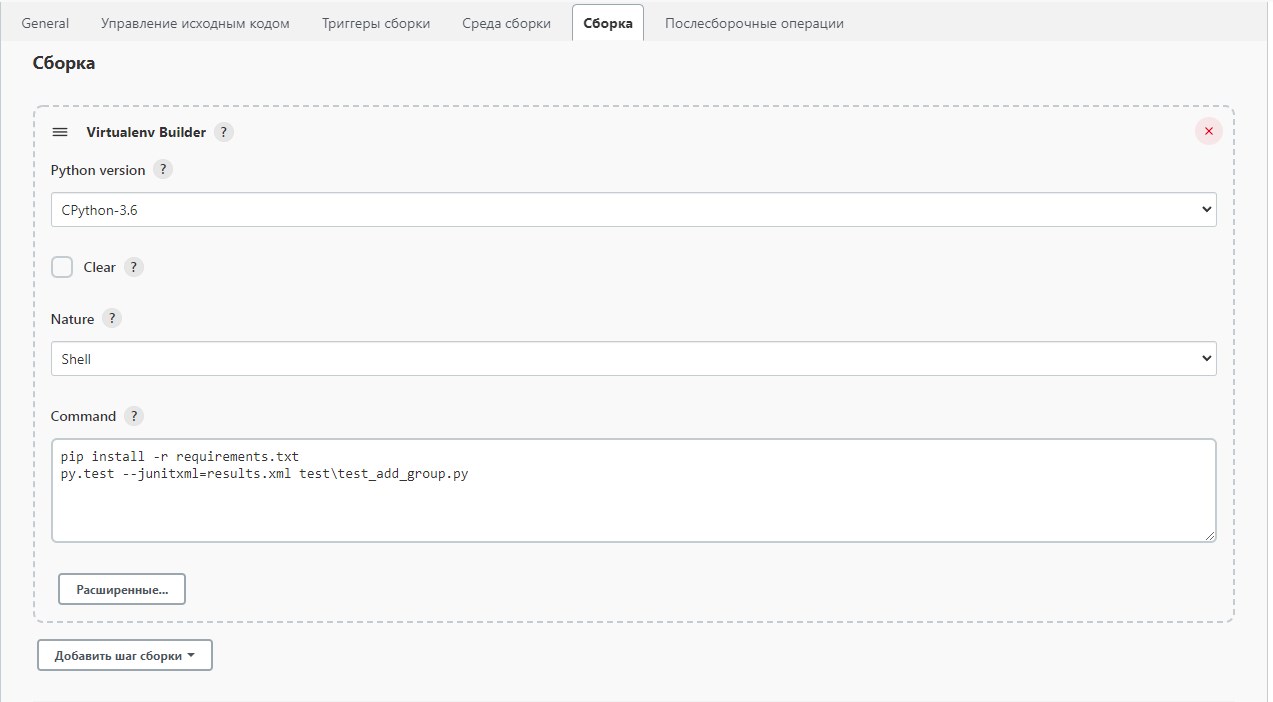 General Управление исходным кодом Триггеры сборки Среда сборки Сборка Послесборочные операции
Сборка
Virtualenv Builder ?
Python version ?
CPython-3.6
Clear ?
Nature ?
Shell
Command ?
pip install -r requirements.txt
py.test --junitxml=results.xml test\test_add_group.py
Расширенные...
Добавить шаг сборки